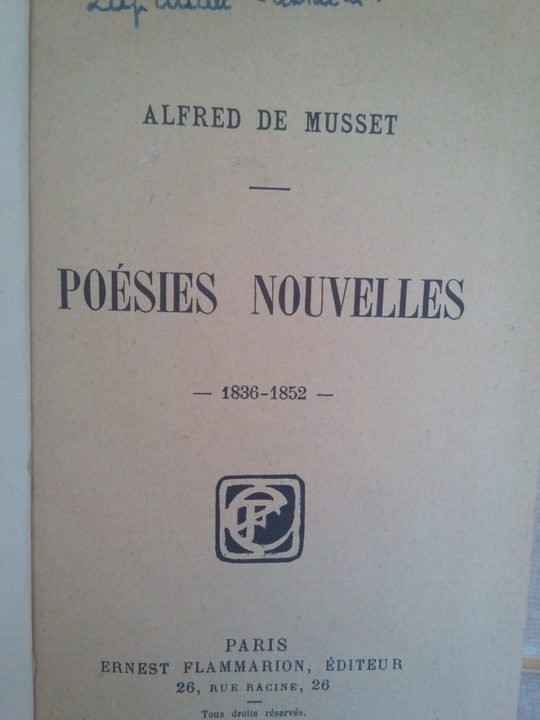 ALFRED DE MUSSET
—
POÉSIES NOUVELLES
— 1836-1852 —
PARIS
ERNEST FLAMMARION, ÉDITEUR
26, RUE RACINE, 26
—
Tous droits réservés.